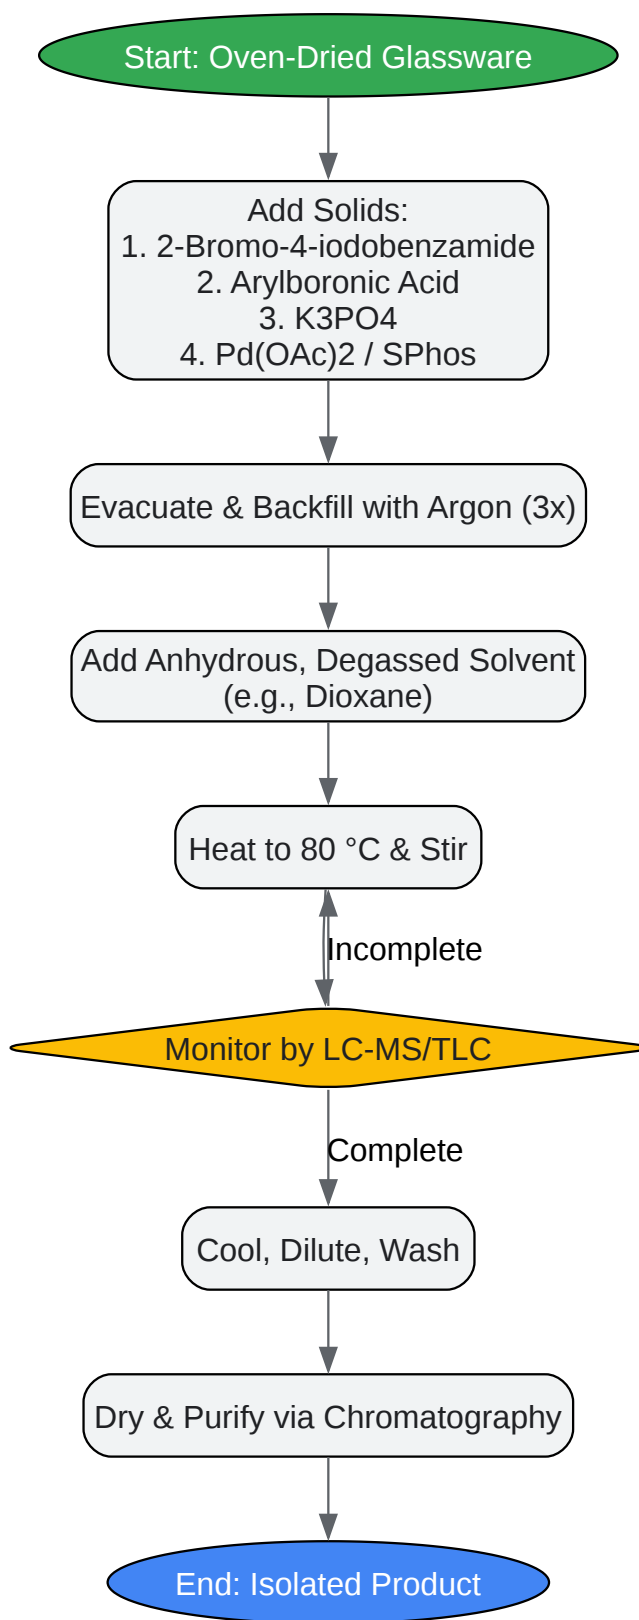 Start: Oven-Dried Glassware
Add Solids:
1. 2-Bromo-4-iodobenzamide
2. Arylboronic Acid
3. K3PO4
4. Pd(OAc)2 / SPhos
Evacuate & Backfill with Argon (3x)
Add Anhydrous, Degassed Solvent
(e.g., Dioxane)
Heat to 80 °C & Stir
Incomplete
Monitor by LC-MS/TLC
Complete
Cool, Dilute, Wash
Dry & Purify via Chromatography
End: Isolated Product